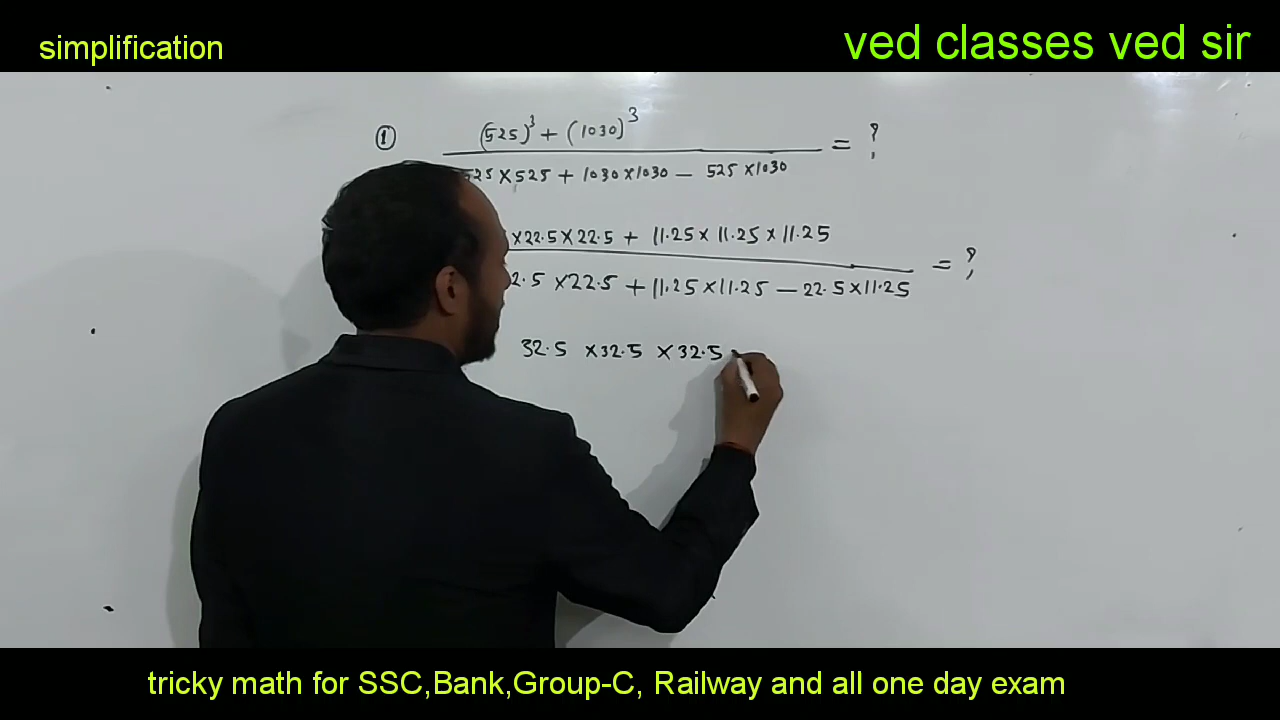 simplification
ved classes ved sir
① (525)³ + (1030)³ = ?
525 ×525 + 1030×1030 — 525 ×1030
×22.5×22.5 + 11.25× 11.25 × 11.25 = ?
2.5 ×22.5 + 11.25 ×11.25 — 22.5×11.25
32.5 ×32.5 ×32.5
tricky math for SSC,Bank,Group-C, Railway and all one day exam